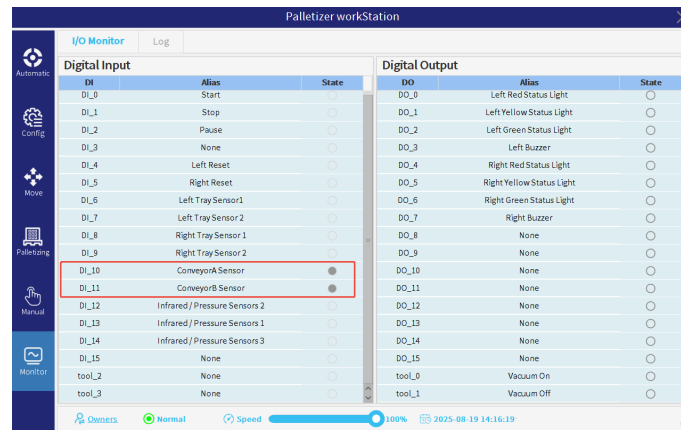 Palletizer workStation
I/O Monitor Log
Automatic
Config
Move
Palletizing
Manual
Monitor
Digital Input
DI Alias State
DI_0 Start
DI_1 Stop
DI_2 Pause
DI_3 None
DI_4 Left Reset
DI_5 Right Reset
DI_6 Left Tray Sensor1
DI_7 Left Tray Sensor 2
DI_8 Right Tray Sensor 1
DI_9 Right Tray Sensor 2
DI_10 ConveyorA Sensor
DI_11 ConveyorB Sensor
DI_12 Infrared / Pressure Sensors 2
DI_13 Infrared / Pressure Sensors 1
DI_14 Infrared / Pressure Sensors 3
DI_15 None
tool_2 None
tool_3 None
Digital Output
DO Alias State
DO_0 Left Red Status Light
DO_1 Left Yellow Status Light
DO_2 Left Green Status Light
DO_3 Left Buzzer
DO_4 Right Red Status Light
DO_5 Right Yellow Status Light
DO_6 Right Green Status Light
DO_7 Right Buzzer
DO_8 None
DO_9 None
DO_10 None
DO_11 None
DO_12 None
DO_13 None
DO_14 None
DO_15 None
tool_0 Vacuum On
tool_1 Vacuum Off
Owners Normal Speed 100% 2025-08-19 14:16:19